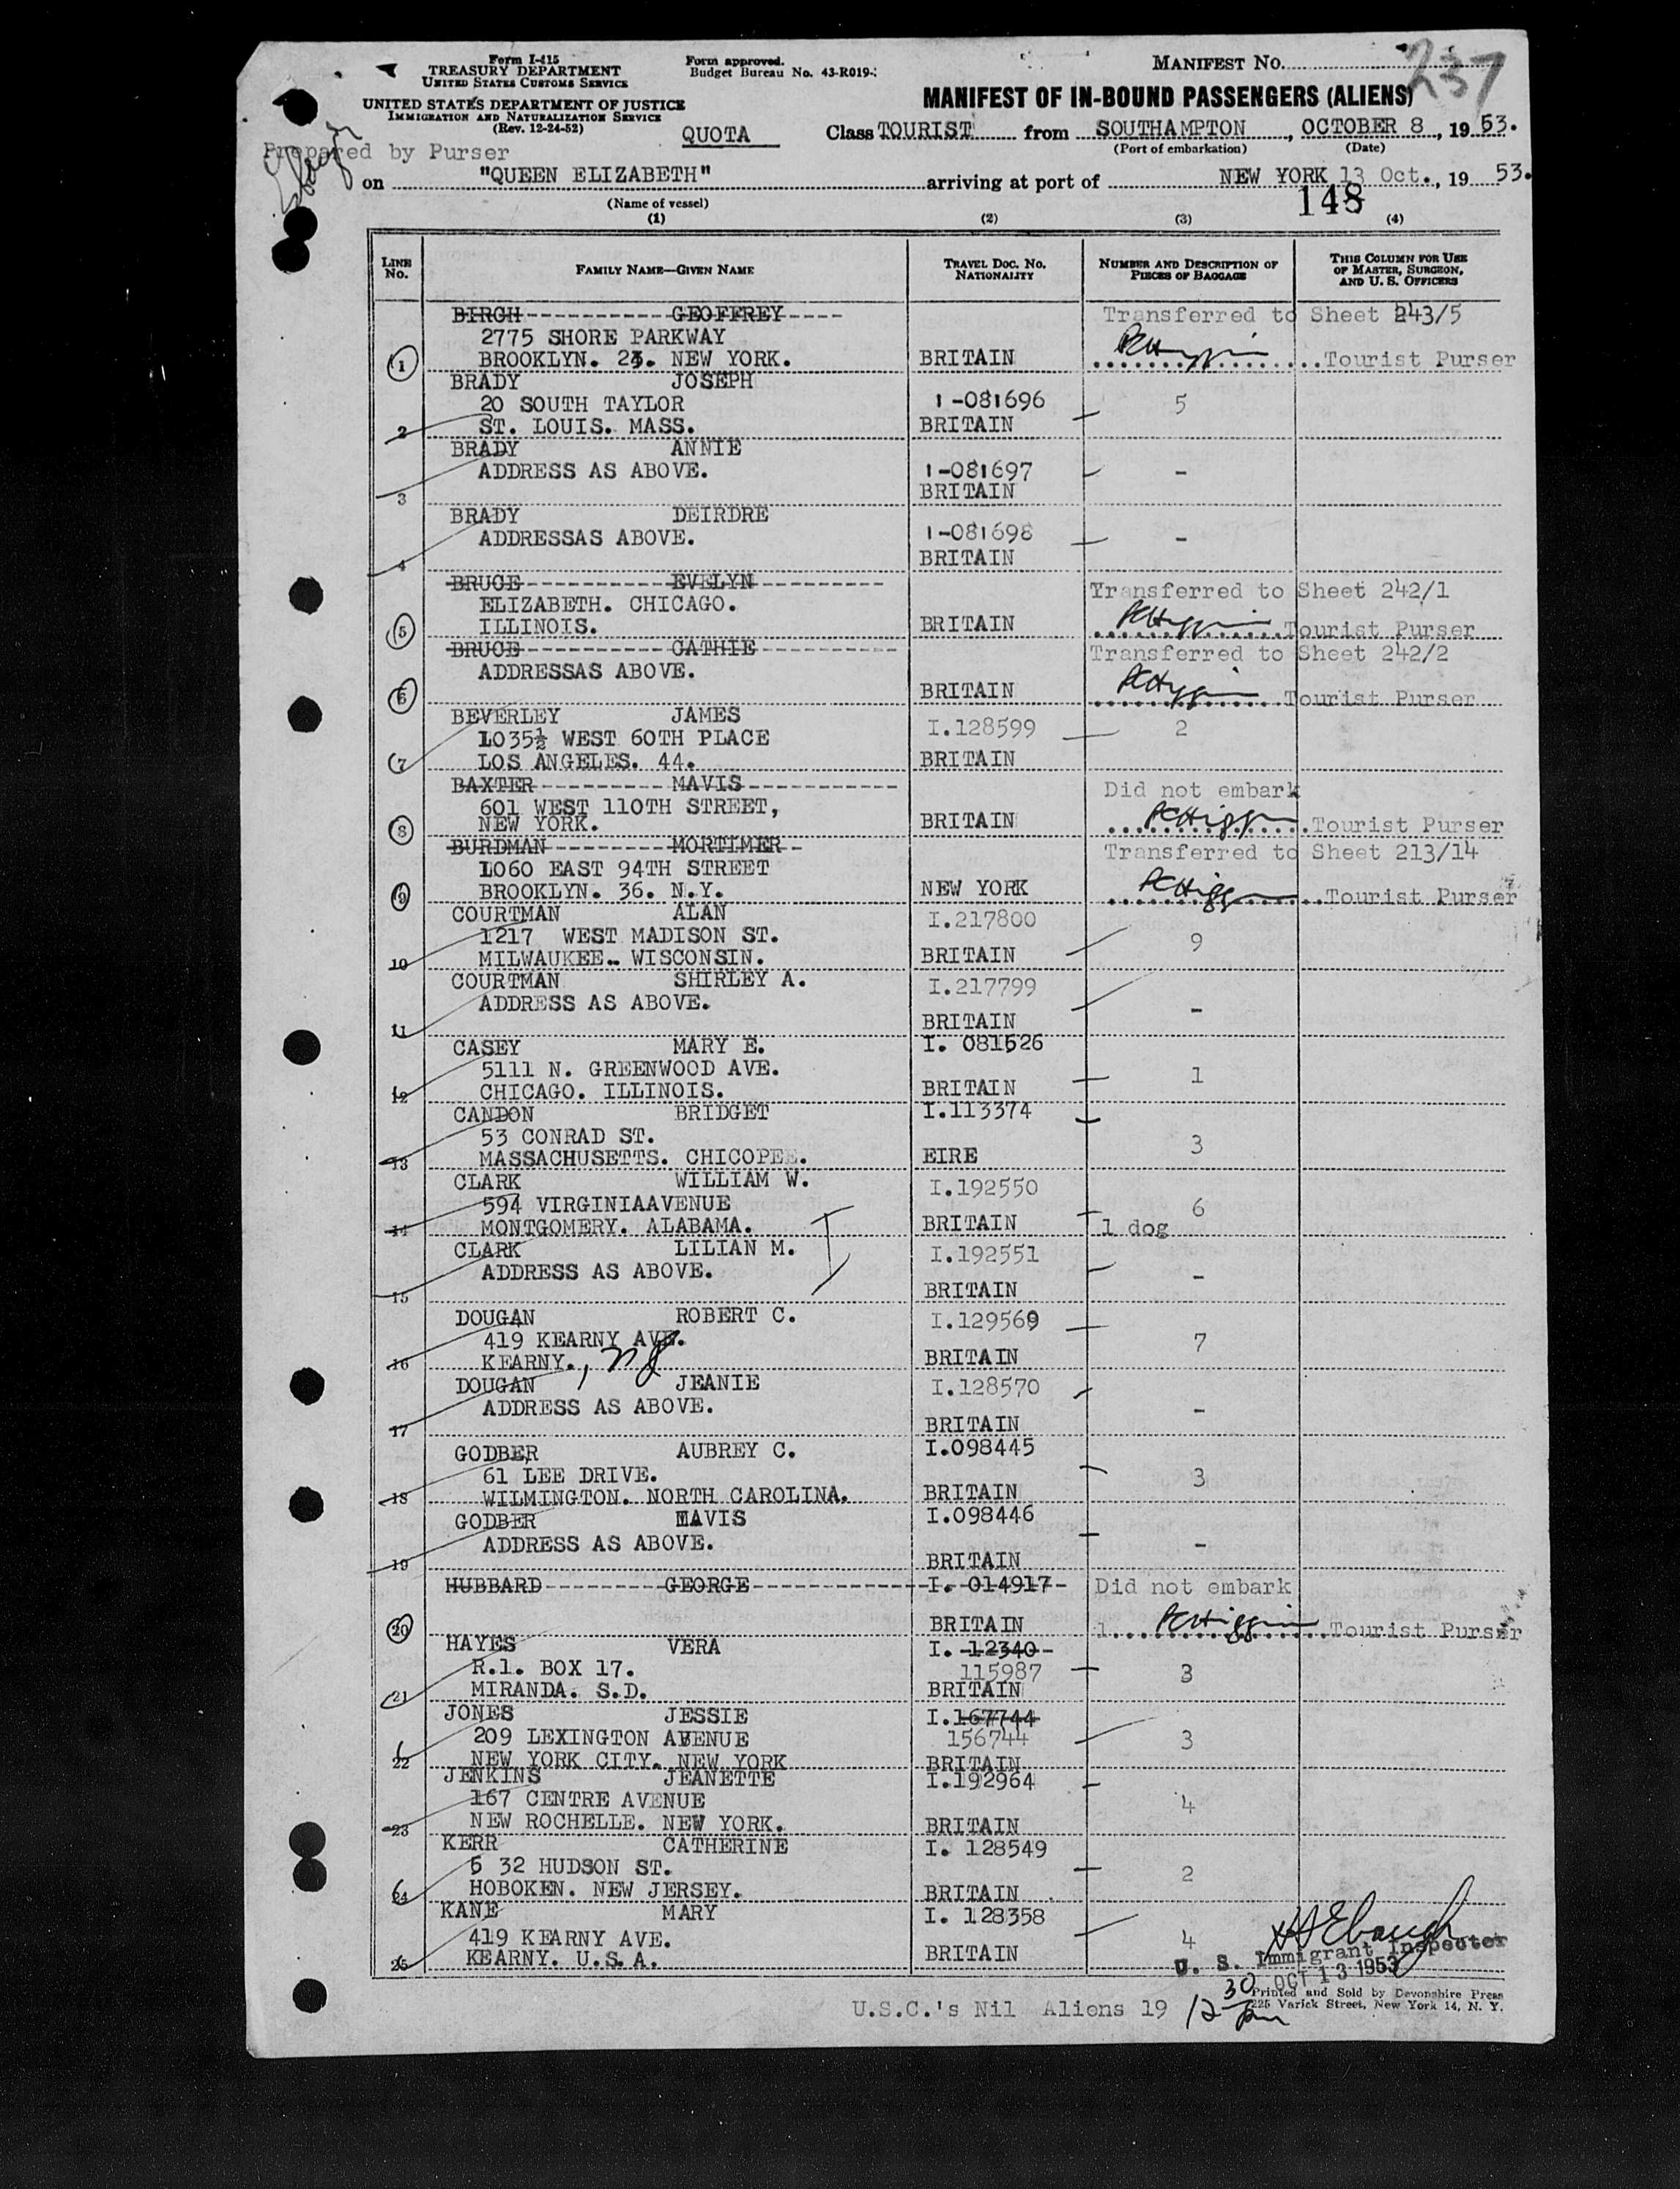 Form I-415
TREASURY DEPARTMENT
UNITED STATES CUSTOMS SERVICE
UNITED STATES DEPARTMENT OF JUSTICE
IMMIGRATION AND NATURALIZATION SERVICE
(Rev. 12-24-52)
Form approved.
Budget Bureau No. 43-R019-
MANIFEST No. 237
MANIFEST OF IN-BOUND PASSENGERS (ALIENS)
QUOTA Class TOURIST from SOUTHAMPTON, OCTOBER 8, 1953.
(Port of embarkation) (Date)
Prepared by Purser
on "QUEEN ELIZABETH" arriving at port of NEW YORK 13 Oct., 1953.
(Name of vessel)
148
(1) (2) (3) (4)
LINE No. FAMILY NAME—GIVEN NAME TRAVEL DOC. NO. NATIONALITY NUMBER AND DESCRIPTION OF PIECES OF BAGGAGE THIS COLUMN FOR USE OF MASTER, SURGEON, AND U. S. OFFICERS
BIRCH GEOFFREY Transferred to Sheet 243/5
2775 SHORE PARKWAY
1 BROOKLYN. 23. NEW YORK. BRITAIN Tourist Purser
BRADY JOSEPH
20 SOUTH TAYLOR 1-081696 5
2 ST. LOUIS. MASS. BRITAIN
BRADY ANNIE
ADDRESS AS ABOVE. 1-081697 -
3 BRITAIN
BRADY DEIRDRE
ADDRESSAS ABOVE. 1-081698 -
4 BRITAIN
BRUCE EVELYN Transferred to Sheet 242/1
ELIZABETH. CHICAGO.
5 ILLINOIS. BRITAIN Tourist Purser
BRUCE CATHIE Transferred to Sheet 242/2
ADDRESSAS ABOVE.
6 BRITAIN Tourist Purser
BEVERLEY JAMES I.128599 2
1035½ WEST 60TH PLACE
7 LOS ANGELES. 44. BRITAIN
BAXTER MAVIS Did not embark
601 WEST 110TH STREET,
8 NEW YORK. BRITAIN Tourist Purser
BURDMAN MORTIMER Transferred to Sheet 213/14
1060 EAST 94TH STREET
9 BROOKLYN. 36. N.Y. NEW YORK Tourist Purser
COURTMAN ALAN I.217800
1217 WEST MADISON ST. 9
10 MILWAUKEE. WISCONSIN. BRITAIN
COURTMAN SHIRLEY A. I.217799
ADDRESS AS ABOVE. -
11 BRITAIN
CASEY MARY E. I. 081526
5111 N. GREENWOOD AVE. 1
12 CHICAGO. ILLINOIS. BRITAIN
CANDON BRIDGET I.113374
53 CONRAD ST. 3
13 MASSACHUSETTS. CHICOPEE. EIRE
CLARK WILLIAM W. I.192550
594 VIRGINIAAVENUE 6
14 MONTGOMERY. ALABAMA. BRITAIN 1 dog
CLARK LILIAN M. I.192551
ADDRESS AS ABOVE. -
15 BRITAIN
DOUGAN ROBERT C. I.129569
419 KEARNY AVE. 7
16 KEARNY., NJ BRITAIN
DOUGAN JEANIE I.128570
ADDRESS AS ABOVE. -
17 BRITAIN
GODBER AUBREY C. I.098445
61 LEE DRIVE. 3
18 WILMINGTON. NORTH CAROLINA. BRITAIN
GODBER MAVIS I.098446
ADDRESS AS ABOVE. -
19 BRITAIN
HUBBARD GEORGE I. 014917 Did not embark
20 BRITAIN 1 Tourist Purser
HAYES VERA I. 12340
R.1. BOX 17. 115987 3
21 MIRANDA. S.D. BRITAIN
JONES JESSIE I.167744
209 LEXINGTON AVENUE 156744 3
22 NEW YORK CITY. NEW YORK BRITAIN
JENKINS JEANETTE I.192964
167 CENTRE AVENUE 4
23 NEW ROCHELLE. NEW YORK. BRITAIN
KERR CATHERINE I. 128549
6 32 HUDSON ST. 2
24 HOBOKEN. NEW JERSEY. BRITAIN
KANE MARY I. 128358
419 KEARNY AVE. 4
25 KEARNY. U.S.A. BRITAIN
U. S. Immigrant Inspector
OCT 13 1953
U.S.C.'s Nil Aliens 19 12 30 pm
Printed and Sold by Devonshire Press
225 Varick Street, New York 14, N. Y.